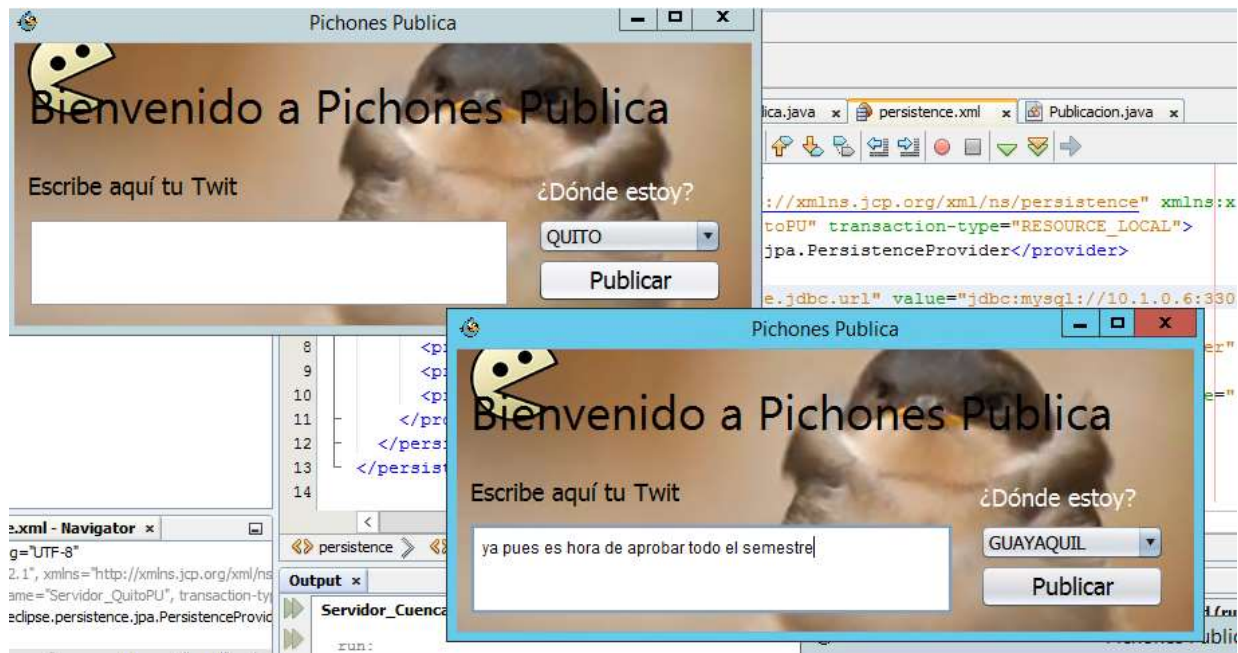 Pichones Publica
Bienvenido a Pichones Publica
Escribe aquí tu Twit
¿Dónde estoy?
QUITO
Publicar
persistence.xml
Publicacion.java
://xmlns.jcp.org/xml/ns/persistence" xmlns:x
toPU" transaction-type="RESOURCE_LOCAL">
jpa.PersistenceProvider</provider>
e.jdbc.url" value="jdbc:mysql://10.1.0.6:330
8
9
10
11 </pro
12 </persi
13 </persist
14
Pichones Publica
Bienvenido a Pichones Publica
Escribe aquí tu Twit
¿Dónde estoy?
ya pues es hora de aprobar todo el semestre
GUAYAQUIL
Publicar
e.xml - Navigator
g="UTF-8"
2.1", xmlns="http://xmlns.jcp.org/xml/ns
ame="Servidor_QuitoPU", transaction-ty
eclipse.persistence.jpa.PersistenceProvid
persistence
Output
Servidor_Cuenca
run: